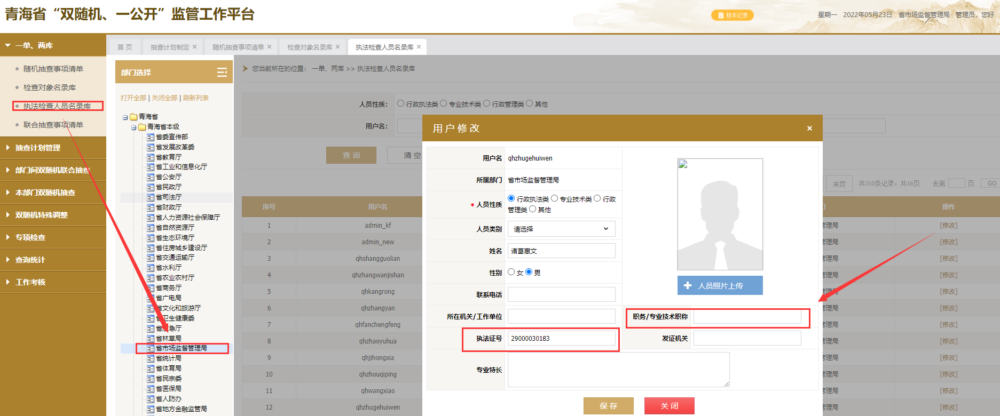 青海省“双随机、一公开”监管工作平台
版本记录
星期一 2022年05月23日 省市场监督管理局 管理员，您好
一单、两库
随机抽查事项清单
检查对象名录库
执法检查人员名录库
联合抽查事项清单
抽查计划管理
部门间双随机联合抽查
本部门双随机抽查
双随机特殊调整
专项检查
查询统计
工作考核
首页
抽查计划制定 ×
随机抽查事项清单 ×
检查对象名录库 ×
执法检查人员名录库 ×
部门选择
打开全部 | 关闭全部 | 刷新列表
青海省
青海省本级
省委宣传部
省发展改革委
省教育厅
省工业和信息化厅
省公安厅
省民政厅
省司法厅
省财政厅
省人力资源社会保障厅
省自然资源厅
省生态环境厅
省住房城乡建设厅
省交通运输厅
省水利厅
省农业农村厅
省商务厅
省广电局
省文化和旅游厅
省卫生健康委
省应急厅
省林草局
省市场监督管理局
省统计局
省体育局
省民宗委
省医保局
省人防办
省地方金融监管局
您当前所在的位置： 一单、两库 >> 执法检查人员名录库
人员性质： 行政执法类 专业技术类 行政管理类 其他
用户名：
查 询
清 空
末页 共310条记录，共16页 去第 页 GO
序号 用户名 操作
1 admin_kf 管理局 [修改]
2 admin_new 管理局 [修改]
3 qhshangguolian 管理局 [修改]
4 qhzhangwanjishan 管理局 [修改]
5 qhkangrong 管理局 [修改]
6 qhzhangyan 管理局 [修改]
7 qhfanchengfeng 管理局 [修改]
8 qhzhaoyuhua 管理局 [修改]
9 qhjihongxia 管理局 [修改]
10 qhzhouqiping 管理局 [修改]
11 qhwangxiao 管理局 [修改]
12 qhzhugehuiwen 管理局 [修改]
用户修改 ×
用户名 qhzhugehuiwen
所属部门 省市场监督管理局
* 人员性质 行政执法类 专业技术类 行政
管理类 其他
人员类别 请选择
姓名 诸葛惠文
性别 女 男
联系电话
人员照片上传
所在机关/工作单位 职务/专业技术职称
执法证号 29000030183 发证机关
专业特长
保 存 关 闭